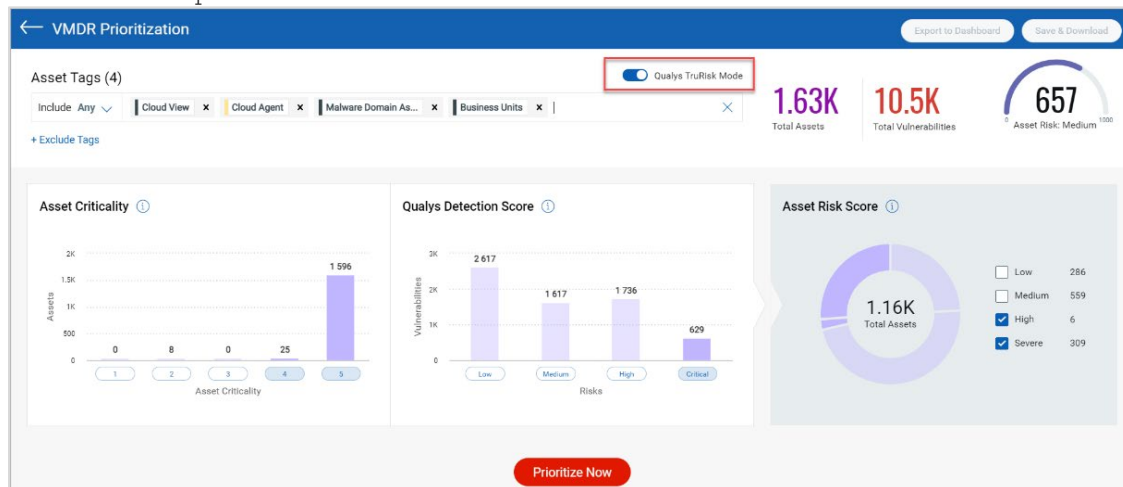 VMDR Prioritization
Export to Dashboard
Save & Download
Asset Tags (4)
Qualys TruRisk Mode
Include Any
Cloud View x
Cloud Agent x
Malware Domain As... x
Business Units x
+ Exclude Tags
1.63K
Total Assets
10.5K
Total Vulnerabilities
657
0
1000
Asset Risk: Medium
Asset Criticality
2K
1.5K
1K
500
0
Assets
0
8
0
25
1 596
1
2
3
4
5
Asset Criticality
Qualys Detection Score
3K
2K
1K
0
Vulnerabilities
2 617
1 617
1 736
629
Low
Medium
High
Critical
Risks
Asset Risk Score
1.16K
Total Assets
Low 286
Medium 559
High 6
Severe 309
Prioritize Now